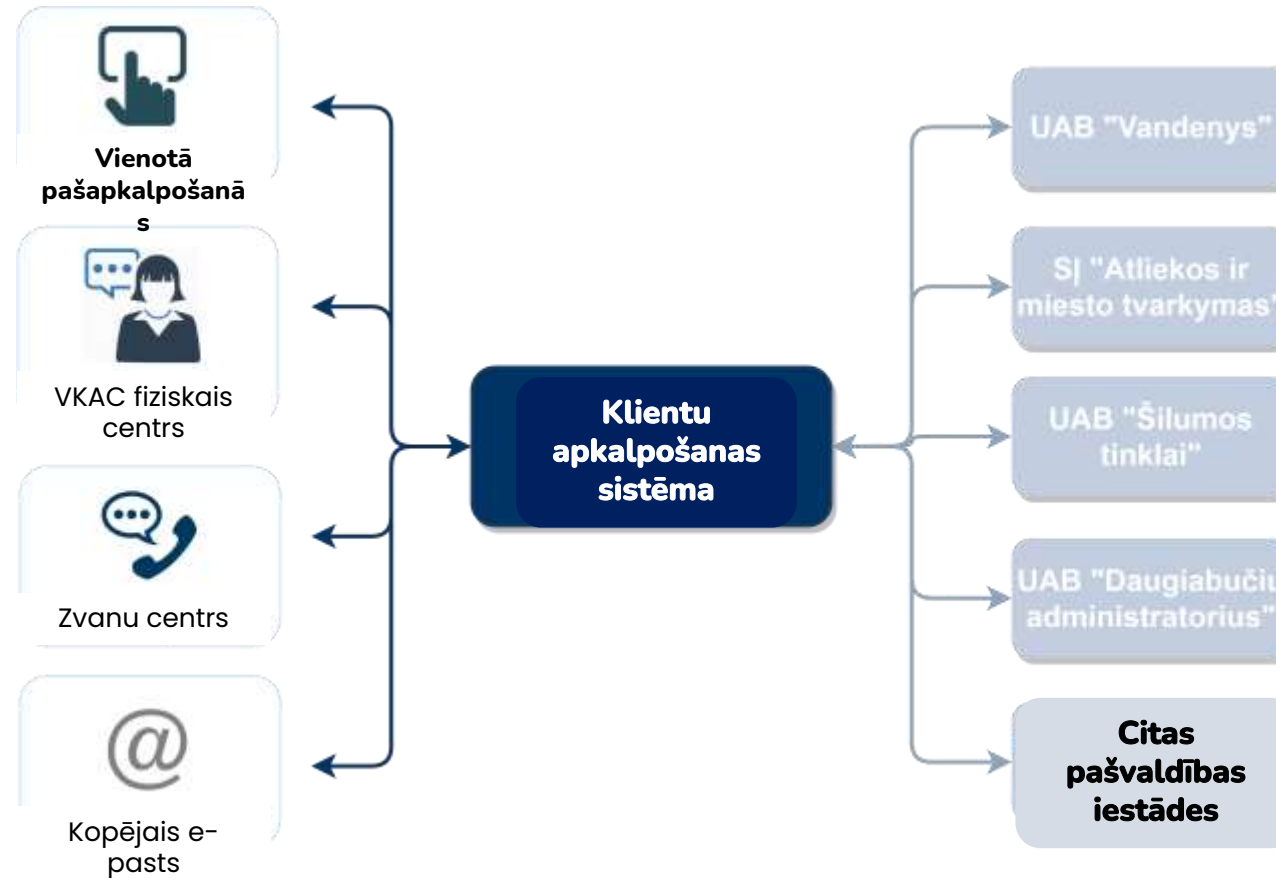 Vienotā
pašapkalpošanā
s
VKAC fiziskais
centrs
Zvanu centrs
@
Kopējais e-
pasts
Klientu
apkalpošanas
sistēma
UAB "Vandenys"
SĮ "Atliekos ir
miesto tvarkymas"
UAB "Šilumos
tinklai"
UAB "Daugiabučių
administratorius"
Citas
pašvaldības
iestādes